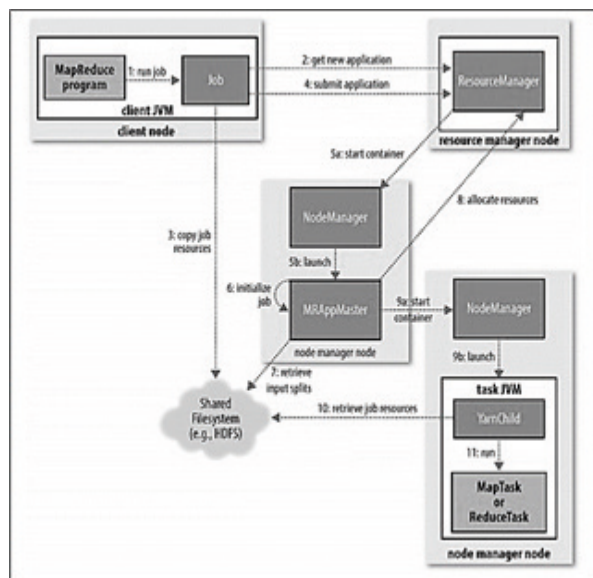 MapReduce
program
1: run job
Job
client JVM
client node
2: get new application
4: submit application
ResourceManager
resource manager node
5a: start container
3: copy job
resources
NodeManager
8: allocate resources
5b: launch
6: initialize
job
MRAppMaster
9a: start
container
NodeManager
node manager node
9b: launch
7: retrieve
input splits
task JVM
Shared
Filesystem
(e.g., HDFS)
10: retrieve job resources
YarnChild
11: run
MapTask
or
ReduceTask
node manager node